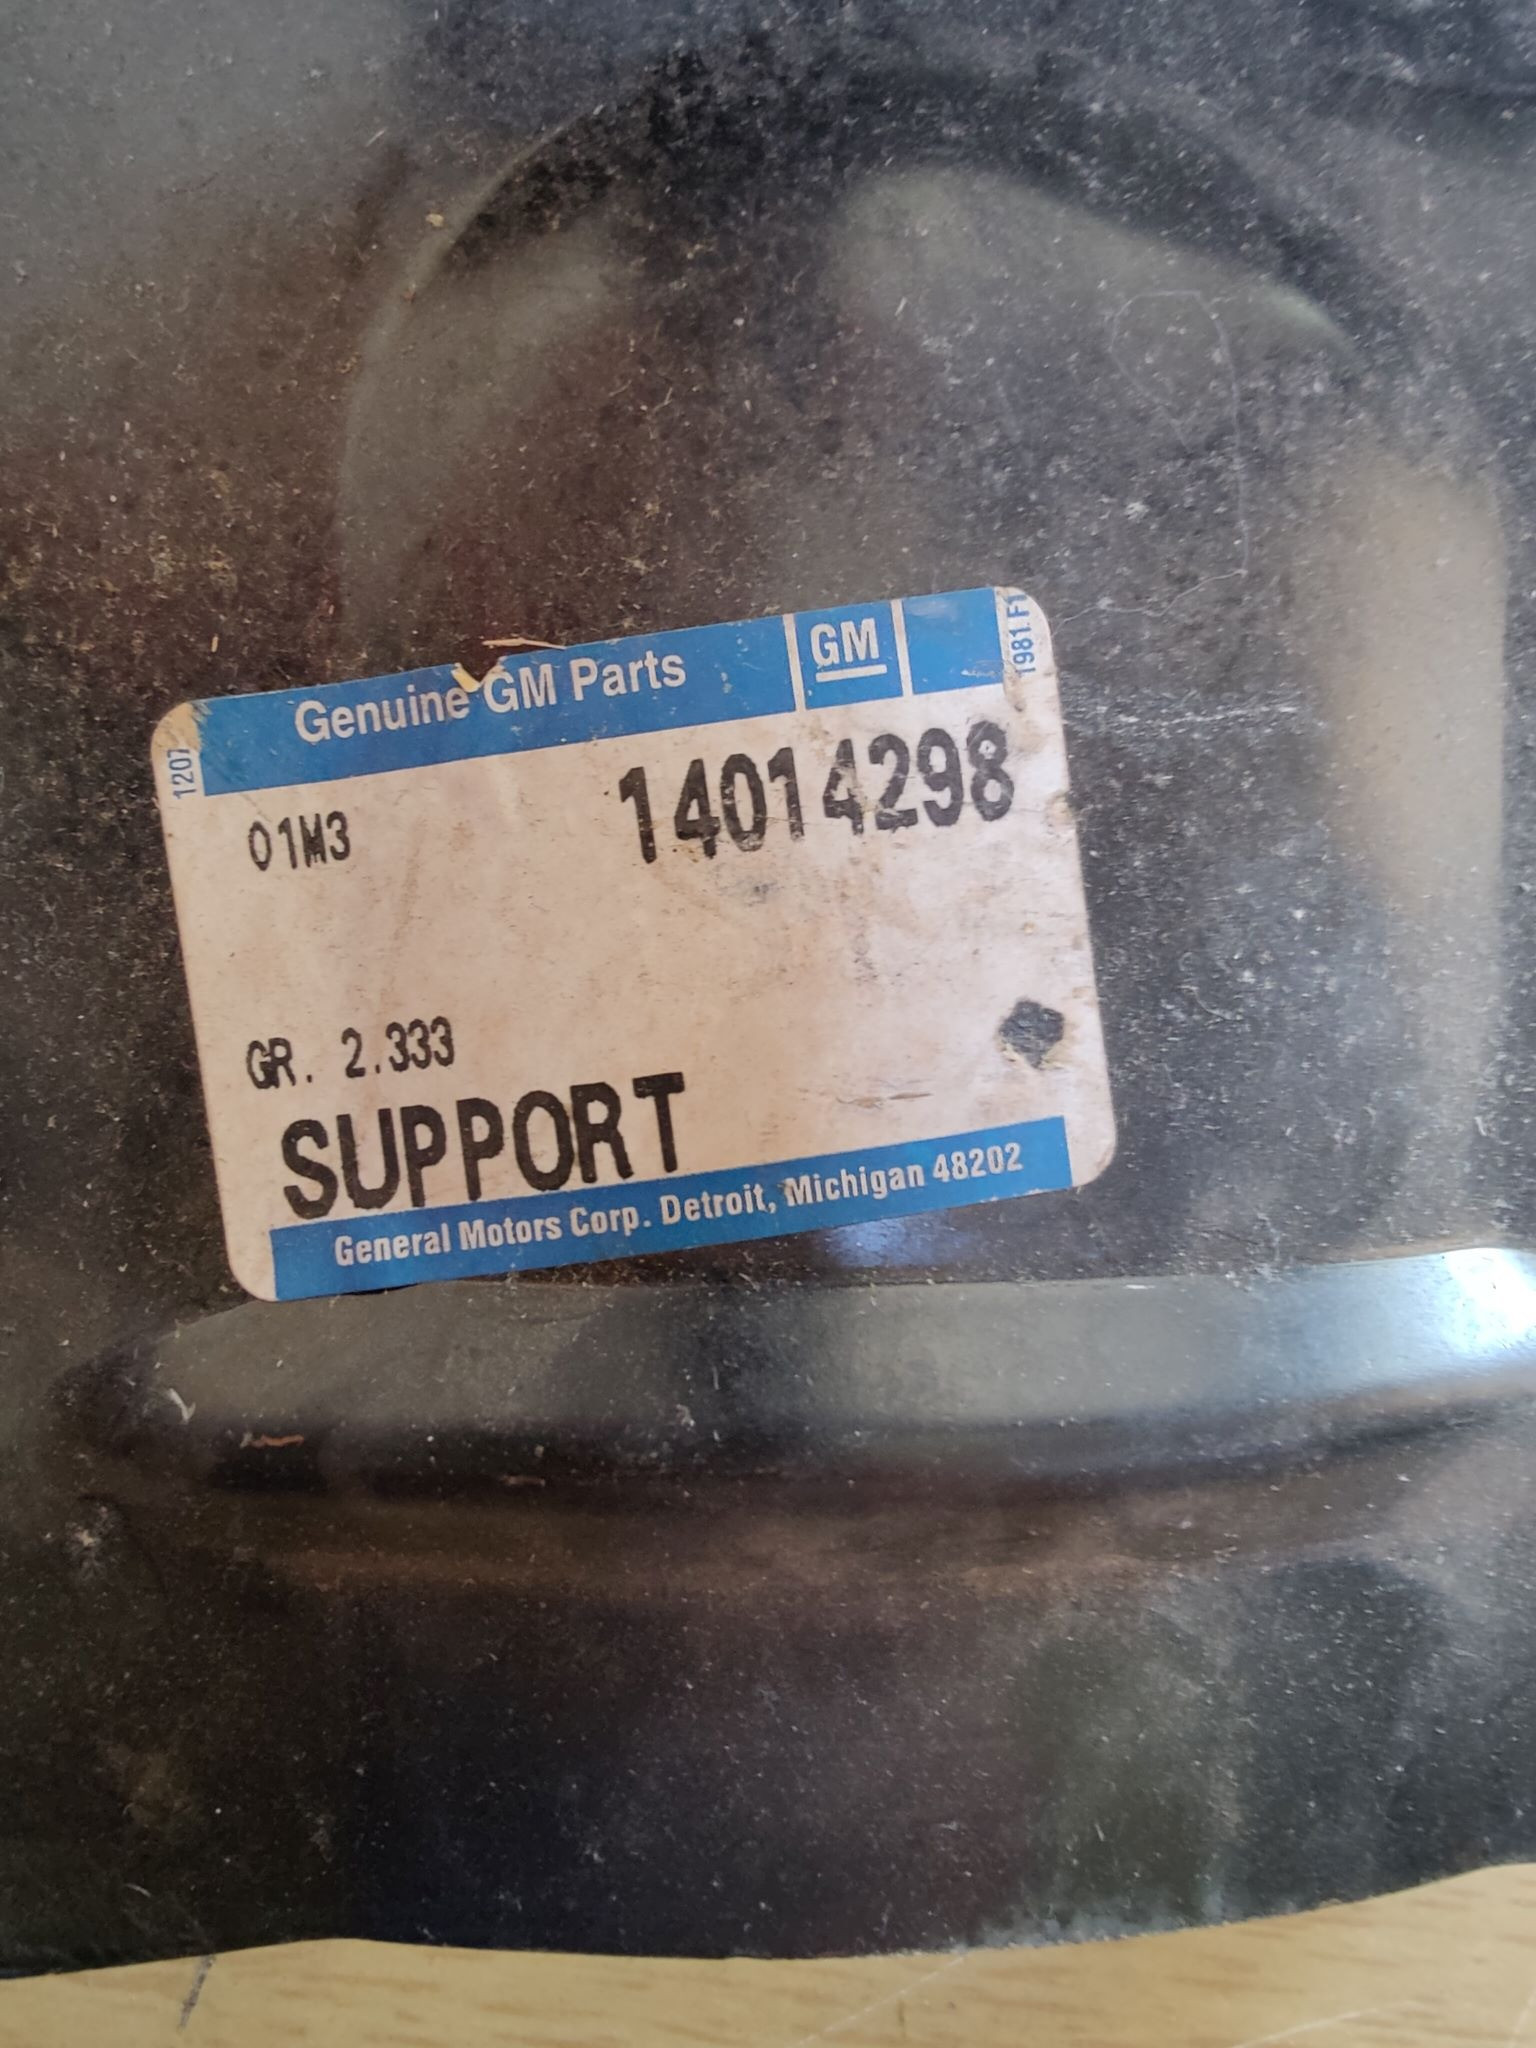 Genuine GM Parts GM
1981 F1
1207
01M3 14014298
GR. 2.333
SUPPORT
General Motors Corp. Detroit, Michigan 48202